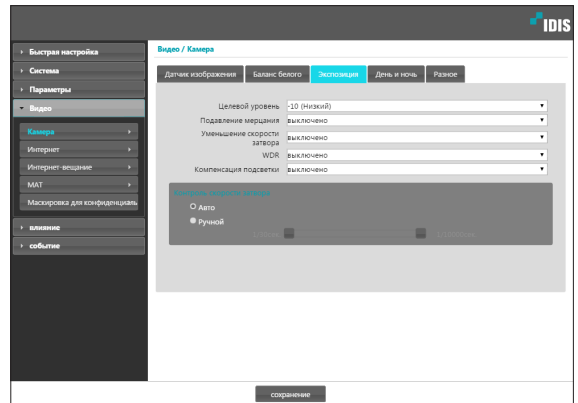 IDIS
Быстрая настройка
Система
Параметры
Видео
Камера
Интернет
Интернет-вещание
MAT
Маскировка для конфиденциаль
влияние
событие
Видео / Камера
Датчик изображения Баланс белого Экспозиция День и ночь Разное
Целевой уровень -10 (Низкий)
Подавление мерцания выключено
Уменьшение скорости затвора выключено
WDR выключено
Компенсация подсветки выключено
Авто
Ручной
сохранение